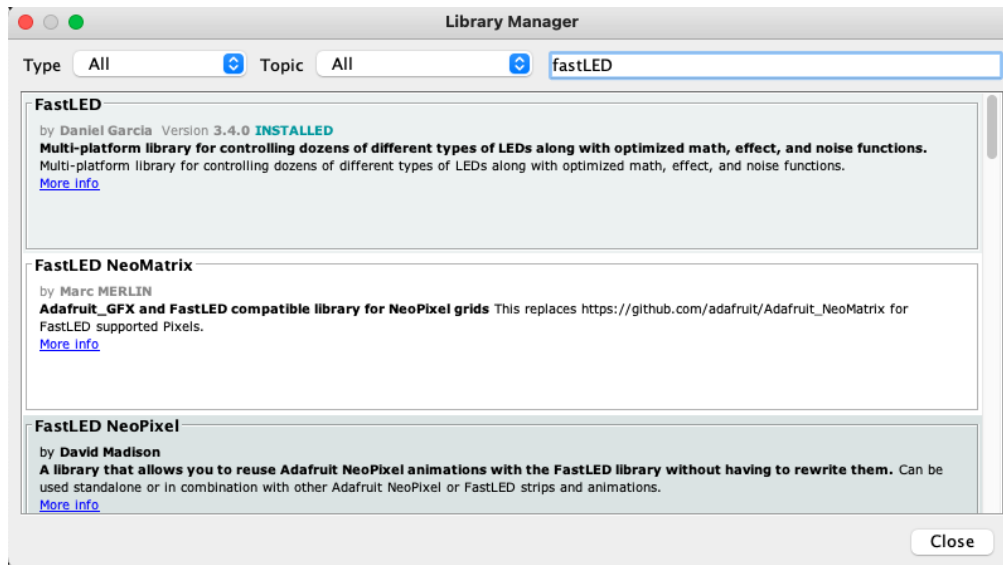 Library Manager
Type All Topic All fastLED
FastLED
by Daniel Garcia Version 3.4.0 INSTALLED
Multi-platform library for controlling dozens of different types of LEDs along with optimized math, effect, and noise functions.
Multi-platform library for controlling dozens of different types of LEDs along with optimized math, effect, and noise functions.
More info
FastLED NeoMatrix
by Marc MERLIN
Adafruit_GFX and FastLED compatible library for NeoPixel grids This replaces https://github.com/adafruit/Adafruit_NeoMatrix for
FastLED supported Pixels.
More info
FastLED NeoPixel
by David Madison
A library that allows you to reuse Adafruit NeoPixel animations with the FastLED library without having to rewrite them. Can be
used standalone or in combination with other Adafruit NeoPixel or FastLED strips and animations.
More info
Close